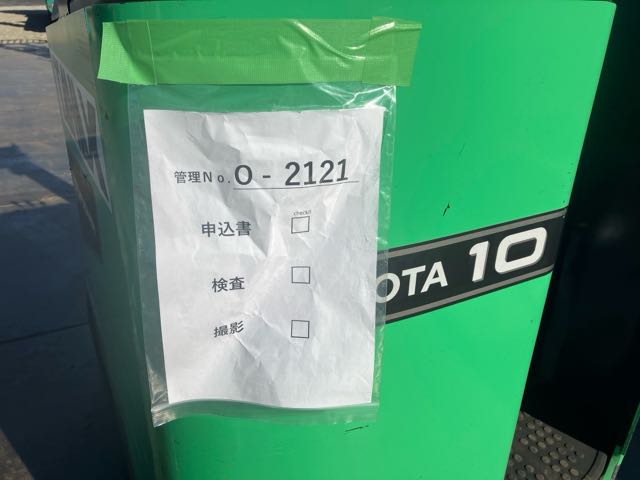 管理No.O - 2121
申込書
check!!
検査
撮影
OTA 10